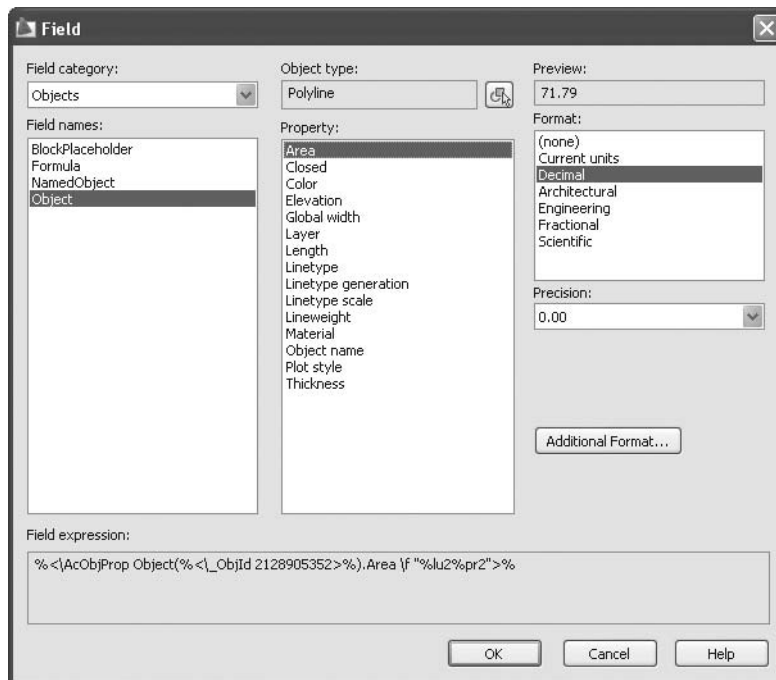 Field
Field category:
Objects
Field names:
BlockPlaceholder
Formula
NamedObject
Object
Object type:
Polyline
Property:
Area
Closed
Color
Elevation
Global width
Layer
Length
Linetype
Linetype generation
Linetype scale
Lineweight
Material
Object name
Plot style
Thickness
Preview:
71.79
Format:
(none)
Current units
Decimal
Architectural
Engineering
Fractional
Scientific
Precision:
0.00
Additional Format...
Field expression:
%<\AcObjProp Object(%<\_ObjId 2128905352>%).Area \f "%lu2%pr2">%
OK
Cancel
Help